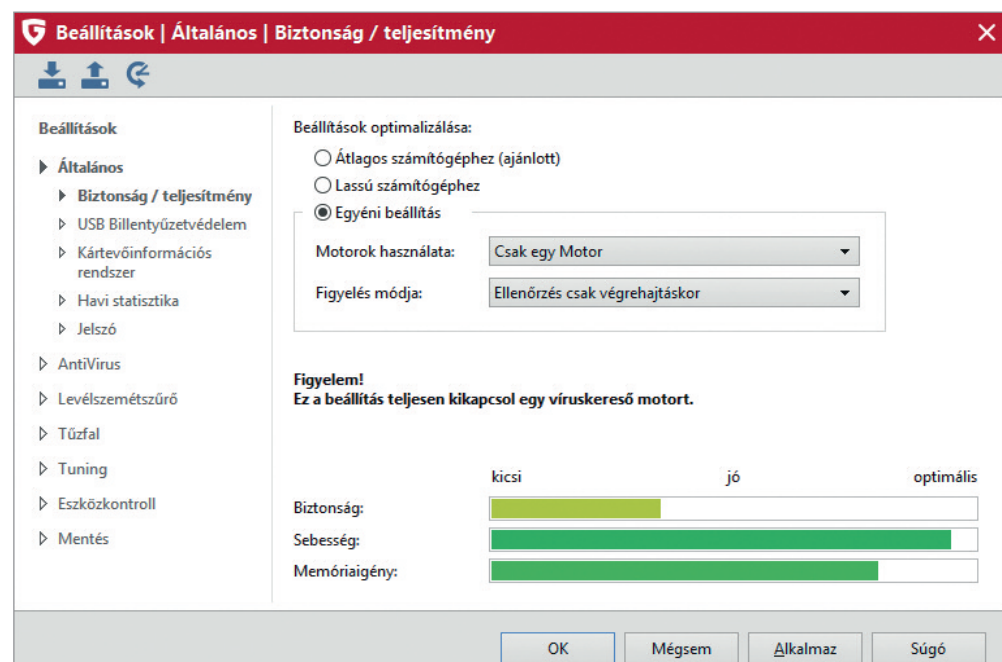 Beállítások | Általános | Biztonság / teljesítmény
Beállítások
Általános
Biztonság / teljesítmény
USB Billentyűzetvédelem
Kártevőinformációs
rendszer
Havi statisztika
Jelszó
AntiVirus
Levélszemétszűrő
Tűzfal
Tuning
Eszközkontroll
Mentés
Beállítások optimalizálása:
Átlagos számítógéphez (ajánlott)
Lassú számítógéphez
Egyéni beállítás
Motorok használata: Csak egy Motor
Figyelés módja: Ellenőrzés csak végrehajtáskor
Figyelem!
Ez a beállítás teljesen kikapcsol egy víruskereső motort.
kicsi jó optimális
Biztonság:
Sebesség:
Memóriaigény:
OK Mégsem Alkalmaz Súgó